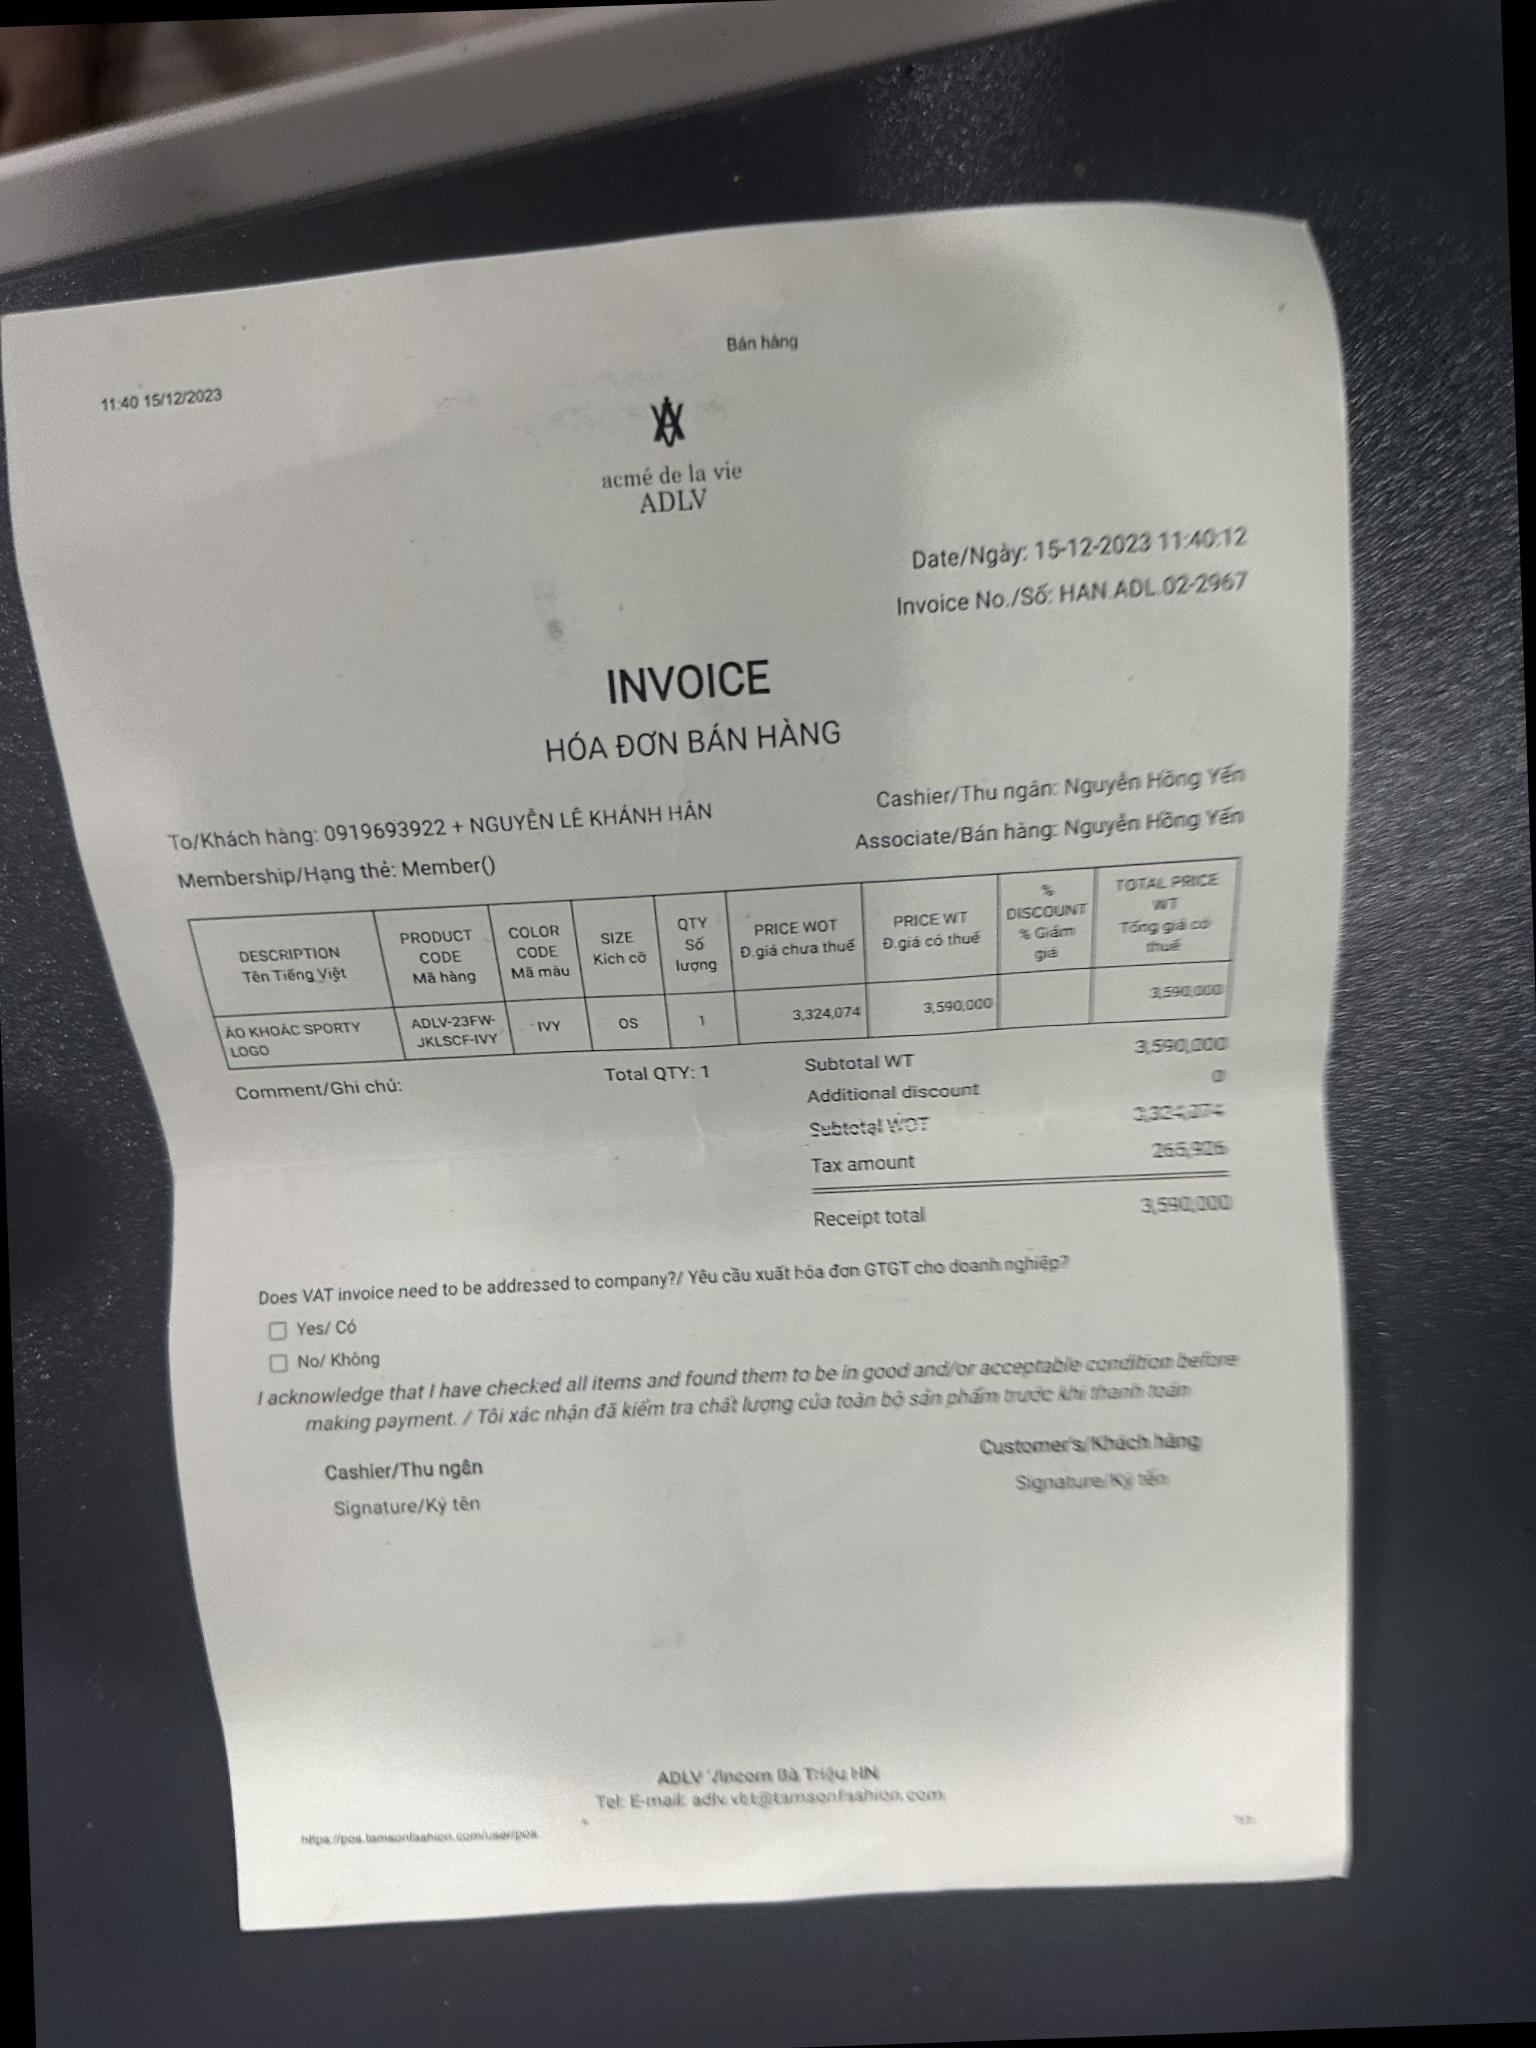 Bán hàng
11:40 15/12/2023
acmé de la vie
ADLV
Date/Ngày: 15-12-2023 11:40:12
Invoice No./Số: HAN.ADL.02-2967
INVOICE
HÓA ĐƠN BÁN HÀNG
To/Khách hàng: 0919693922 + NGUYỄN LÊ KHÁNH HÂN
Cashier/Thu ngân: Nguyễn Hồng Yến
Membership/Hạng thẻ: Member()
Associate/Bán hàng: Nguyễn Hồng Yến
DESCRIPTION Tên Tiếng Việt
PRODUCT CODE Mã hàng
COLOR CODE Mã màu
SIZE Kích cỡ
QTY Số lượng
PRICE WOT Đ.giá chưa thuế
PRICE WT Đ.giá có thuế
% DISCOUNT % Giảm giá
TOTAL PRICE WT Tổng giá có thuế
ÁO KHOÁC SPORTY LOGO
ADLV-23FW-JKLSCF-IVY
IVY
OS
1
3,324,074
3,590,000
3,590,000
Comment/Ghi chú:
Total QTY: 1
Subtotal WT 3,590,000
Additional discount 0
Subtotal WOT 3,324,074
Tax amount 265,926
Receipt total 3,590,000
Does VAT invoice need to be addressed to company?/ Yêu cầu xuất hóa đơn GTGT cho doanh nghiệp?
Yes/ Có
No/ Không
I acknowledge that I have checked all items and found them to be in good and/or acceptable condition before
making payment. / Tôi xác nhận đã kiểm tra chất lượng của toàn bộ sản phẩm trước khi thanh toán
Cashier/Thu ngân
Customer's/Khách hàng
Signature/Ký tên
Signature/Ký tên
ADLV Vincom Bà Triệu HN
Tel: E-mail: adlv.vbt@tamsonfashion.com
https://pos.tamsonfashion.com/user/pos